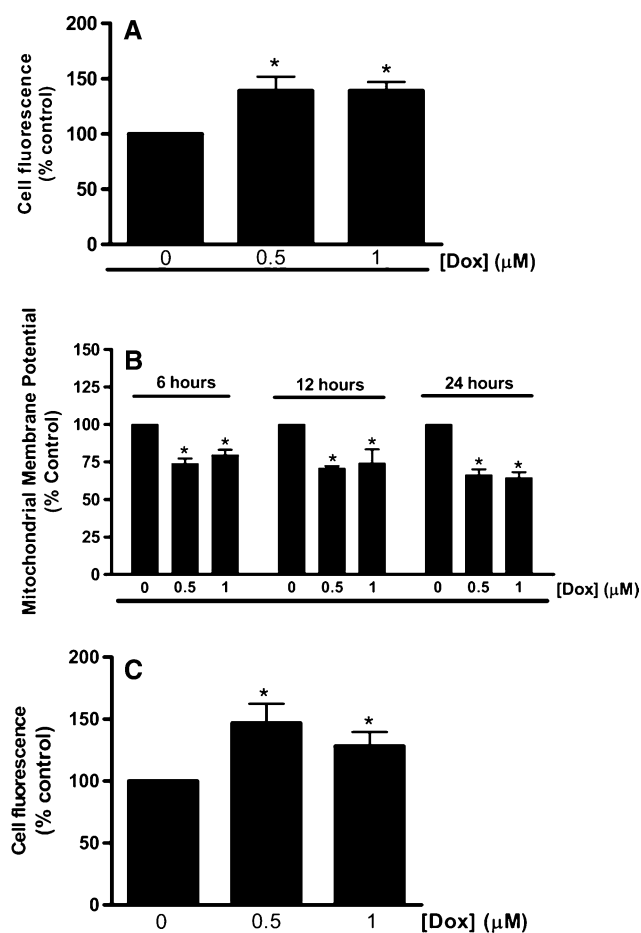 A
200
150
100
50
0
Cell fluorescence
(% control)
*
*
0 0.5 1 [Dox] (μM)
B
150
125
100
75
50
25
0
Mitochondrial Membrane Potential
(% Control)
6 hours 12 hours 24 hours
* * * * * *
0 0.5 1 0 0.5 1 0 0.5 1 [Dox] (μM)
C
200
150
100
50
0
Cell fluorescence
(% control)
*
*
0 0.5 1 [Dox] (μM)